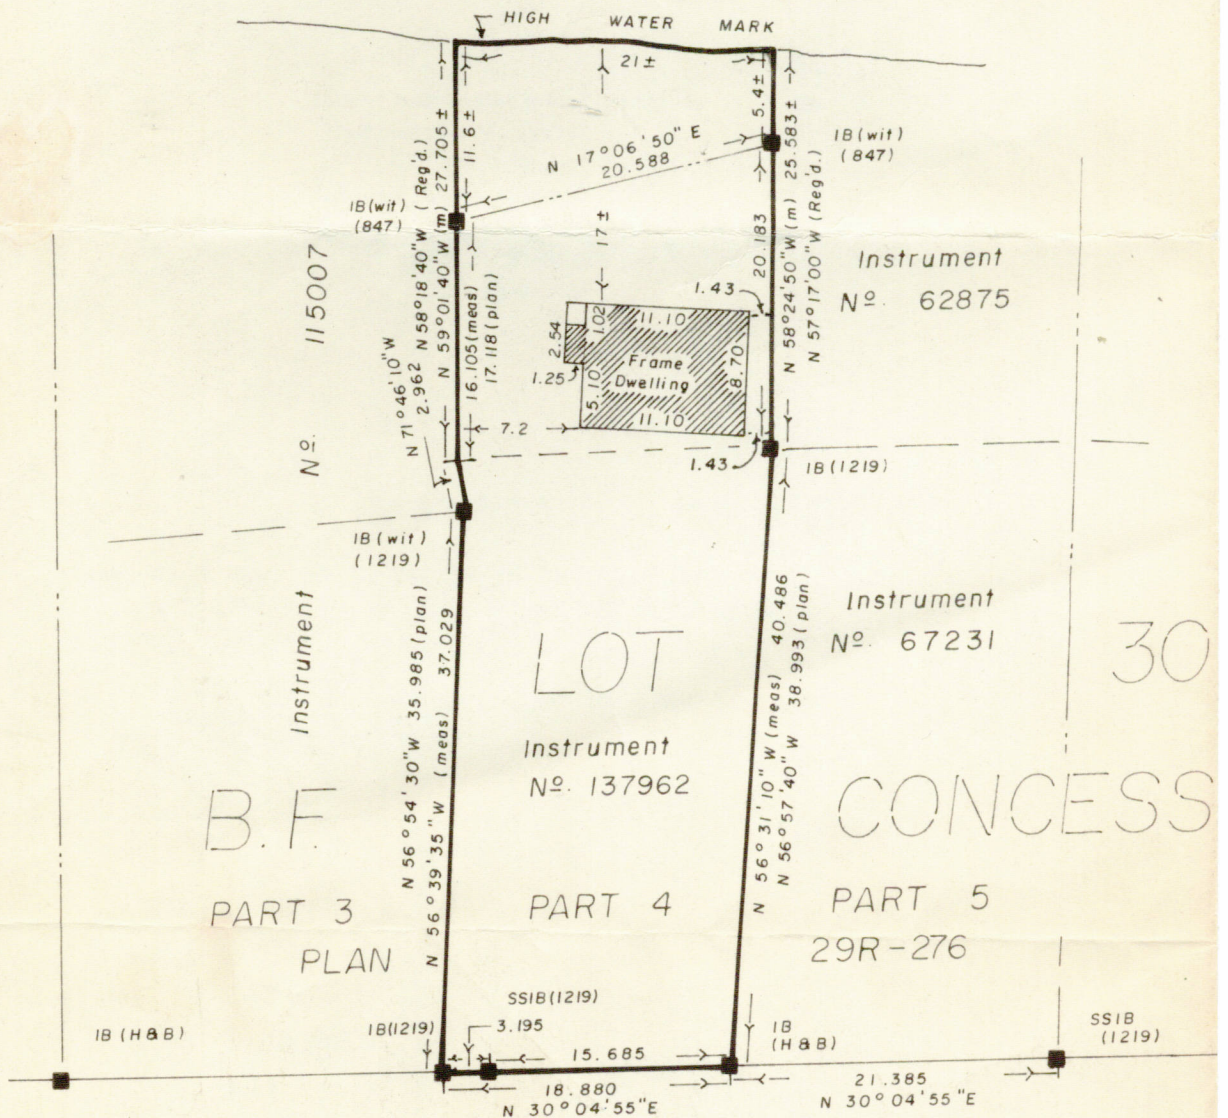 HIGH WATER MARK
21±
5.4±
11.6±
N 58°18'40"W (Reg'd.)
N 59°01'40"W (m) 27.705±
N 17°06'50" E
20.588
IB(wit)
(847)
IB(wit)
(847)
17±
20.183
N 58°24'50"W (m) 25.583±
N 57°17'00"W (Reg'd.)
Instrument
Nº. 62875
115007
Nº.
Instrument
16.105(meas)
17.118(plan)
N 71°46'10"W
2.962
1.43
11.10
1.02
2.54
1.25
5.10
Frame
Dwelling
8.70
11.10
7.2
1.43
IB(1219)
IB(wit)
(1219)
N 56°54'30"W 35.985(plan)
N 56°39'35"W (meas) 37.029
LOT
30
Instrument
Nº. 67231
N 56°31'10"W (meas) 40.486
N 56°57'40"W 38.993(plan)
Instrument
Nº. 137962
B.F.
CONCESS
PART 3
PART 4
PART 5
PLAN
29R-276
IB (H&B)
IB(1219)
SSIB(1219)
3.195
15.685
IB
(H&B)
SSIB
(1219)
18.880
N 30°04'55"E
21.385
N 30°04'55"E